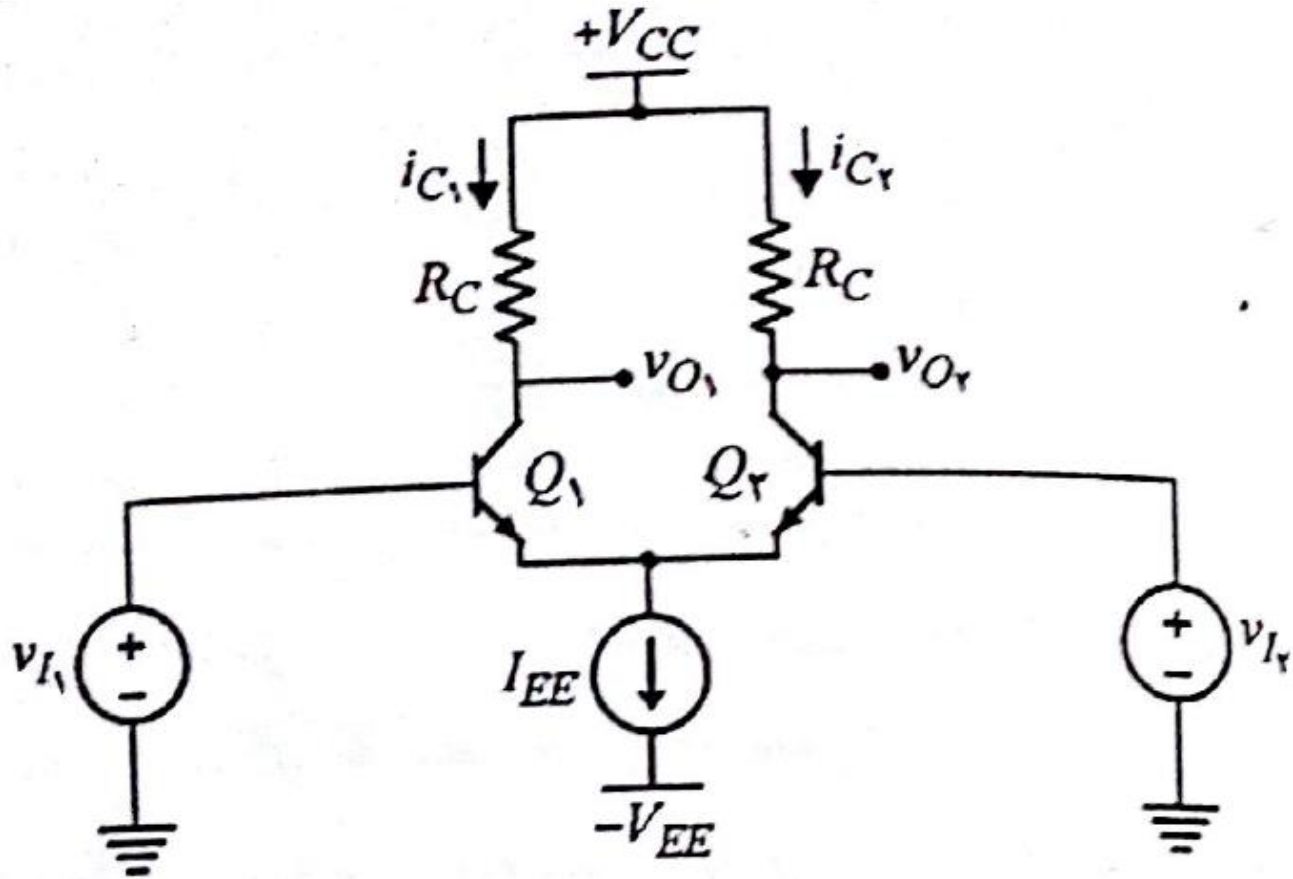 +V_CC
i_C۱ i_C۲
R_C R_C
v_O۱ v_O۲
Q۱ Q۲
v_I۱ + - I_EE + - v_I۲
-V_EE